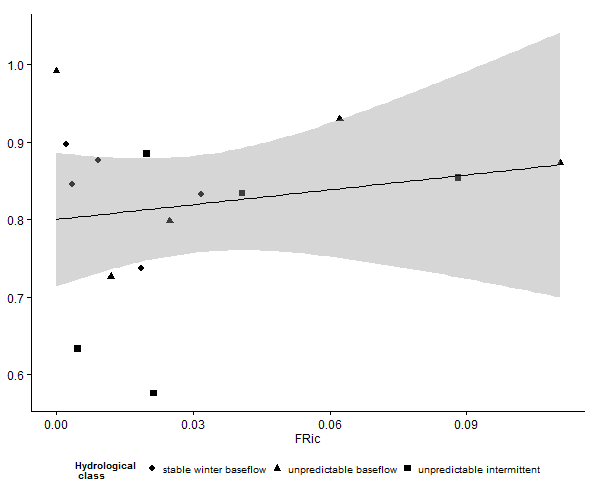 1.0
0.9
0.8
0.7
0.6
0.00 0.03 0.06 0.09
FRic
Hydrological
class
stable winter baseflow unpredictable baseflow unpredictable intermittent